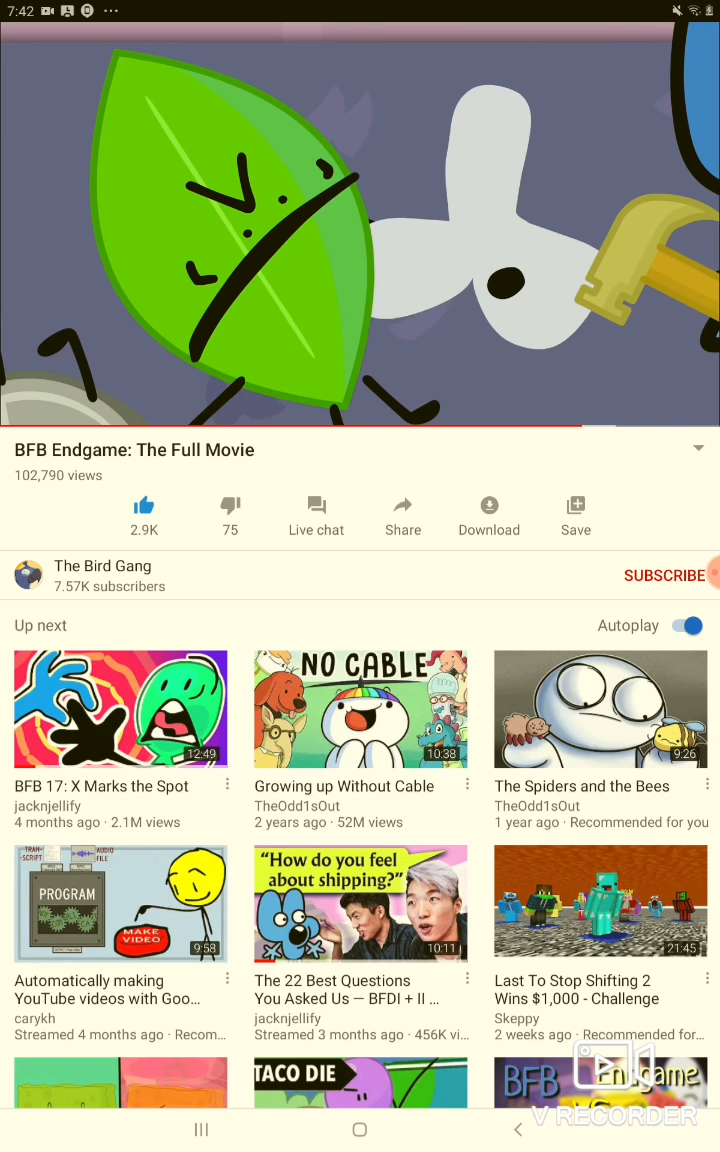 7:42
BFB Endgame: The Full Movie
102,790 views
2.9K
75
Live chat
Share
Download
Save
The Bird Gang
7.57K subscribers
SUBSCRIBE
Up next
Autoplay
12:49
NO CABLE
10:38
9:26
BFB 17: X Marks the Spot
jacknjellify
4 months ago · 2.1M views
Growing up Without Cable
TheOdd1sOut
2 years ago · 52M views
The Spiders and the Bees
TheOdd1sOut
1 year ago · Recommended for you
TRAN-
-SCRIPT
AUDIO
FILE
PROGRAM
MAKE
VIDEO
9:58
“How do you feel
about shipping?”
10:11
21:45
Automatically making
YouTube videos with Goo...
carykh
Streamed 4 months ago · Recom...
The 22 Best Questions
You Asked Us — BFDI + II ...
jacknjellify
Streamed 3 months ago · 456K vi...
Last To Stop Shifting 2
Wins $1,000 - Challenge
Skeppy
2 weeks ago · Recommended for...
TACO DIE
BFB Endgame
V RECORDER